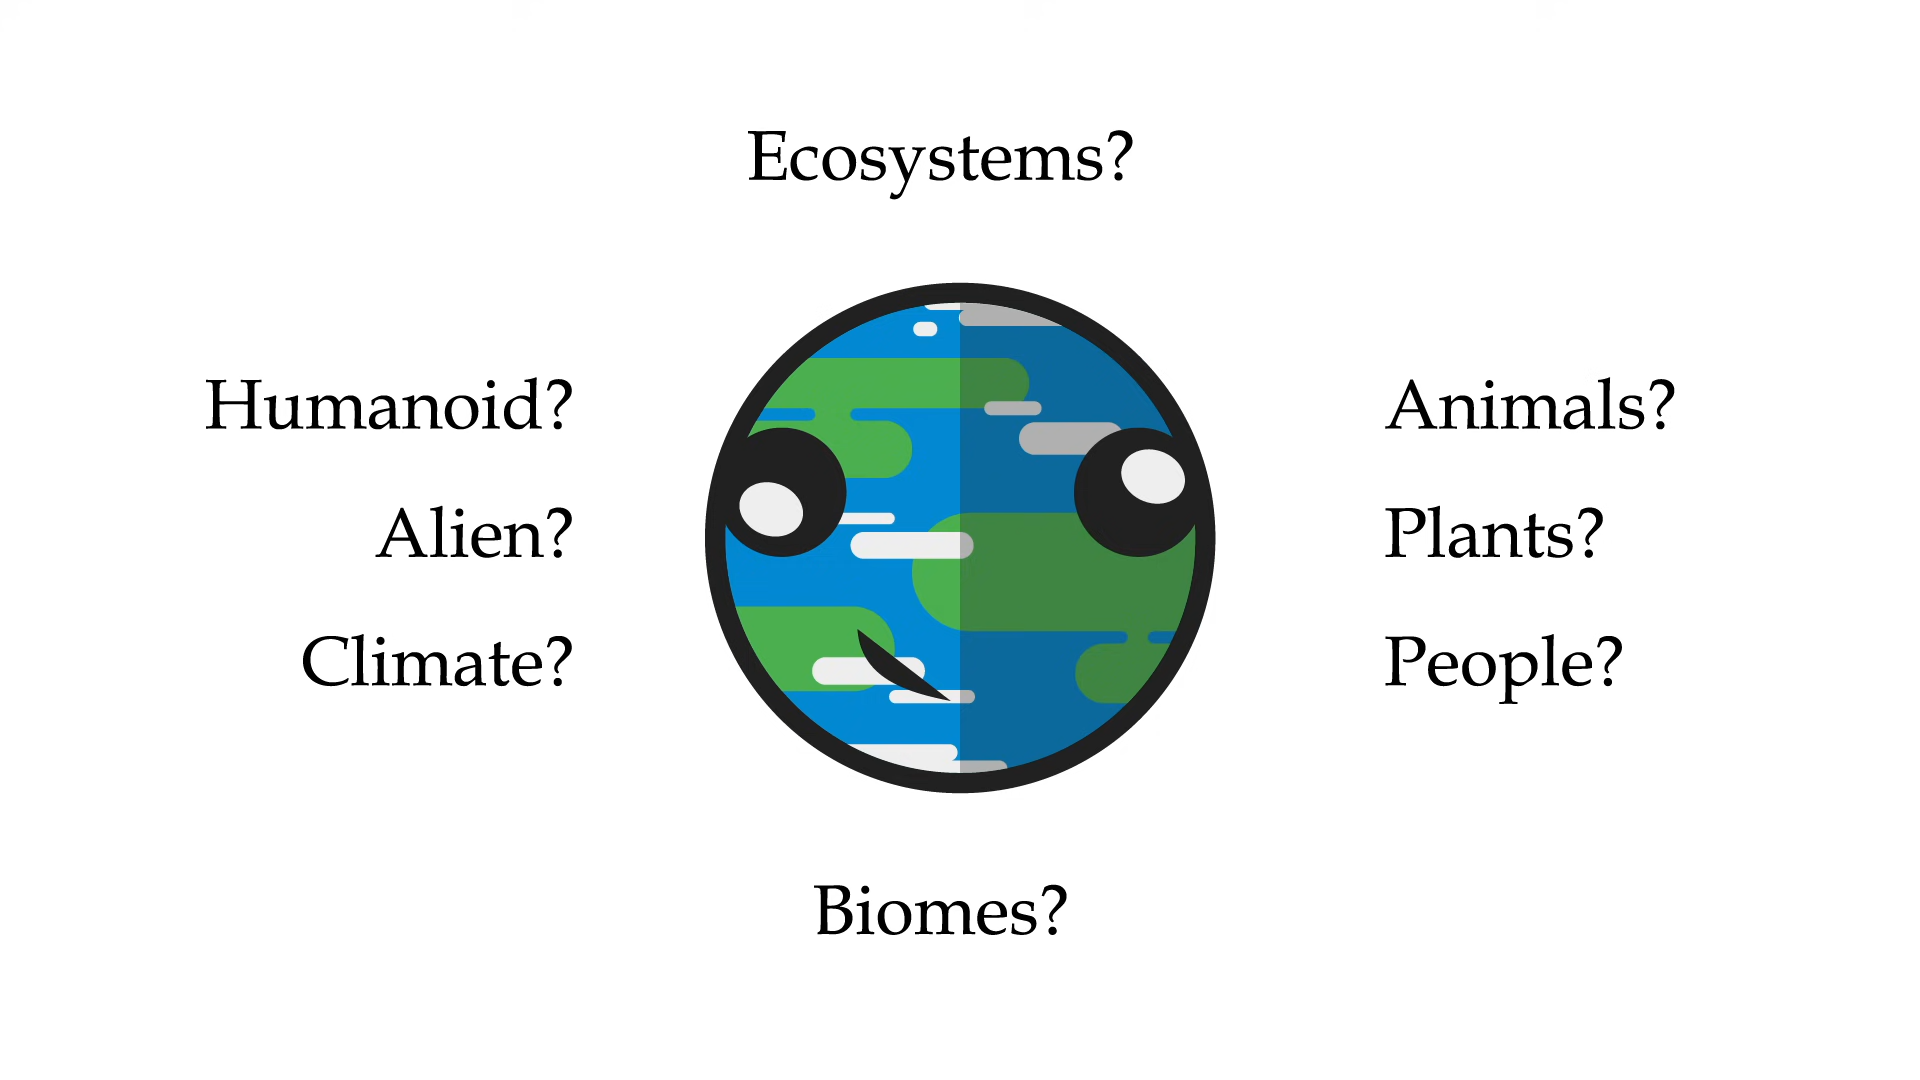 Ecosystems?
Humanoid?
Alien?
Climate?
Animals?
Plants?
People?
Biomes?